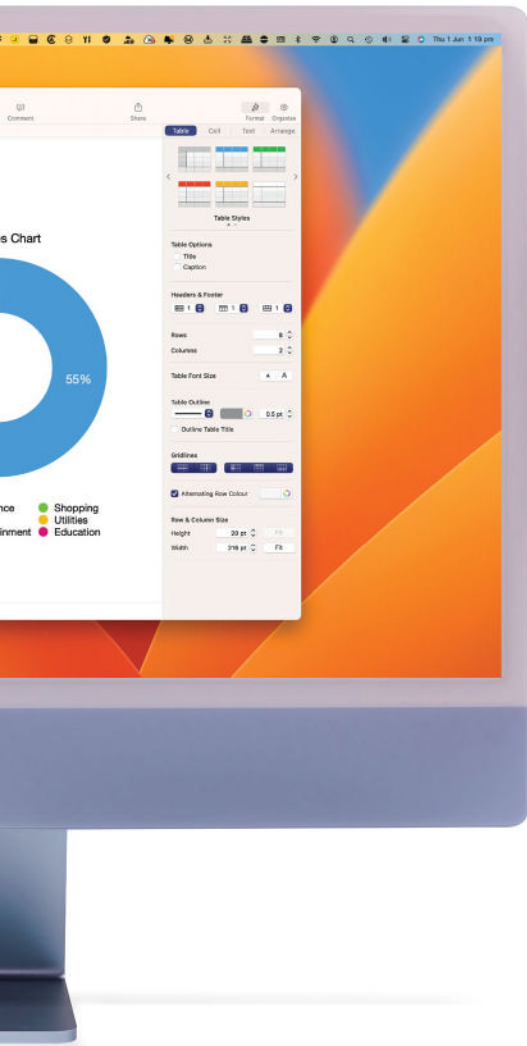 Thu 1 Jun 1 19 pm
Comment Share Format Organise
Table Cell Text Arrange
Table Styles
s Chart
Table Options
Title
Caption
Headers & Footer
1 1 1
Rows 8
Columns 2
55%
Table Font Size A A
Table Outline
0.5 pt
Outline Table Title
Gridlines
Alternating Row Colour
nce Shopping
Utilities
inment Education
Row & Column Size
Height 20 pt Fit
Width 218 pt Fit